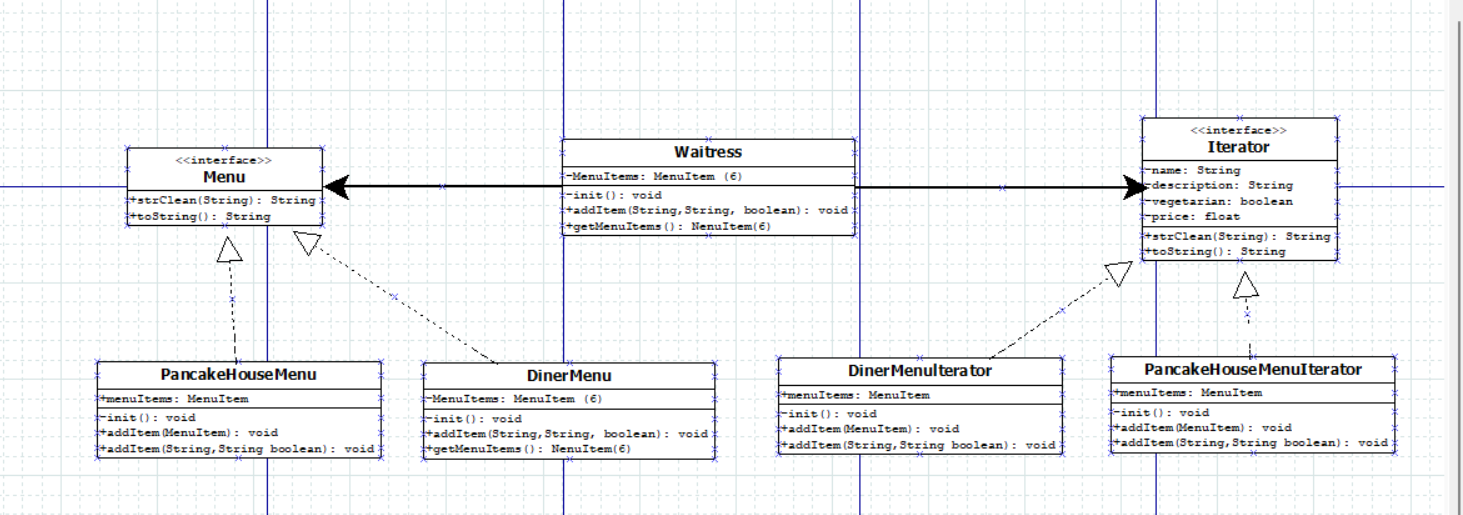 <<interface>>
Menu
+strClean(String): String
+toString(): String
Waitress
-MenuItems: MenuItem (6)
-init(): void
+addItem(String,String, boolean): void
+getMenuItems(): NenuItem(6)
<<interface>>
Iterator
-name: String
-description: String
-vegetarian: boolean
-price: float
+strClean(String): String
+toString(): String
PancakeHouseMenu
+menuItems: MenuItem
-init(): void
+addItem(MenuItem): void
+addItem(String,String boolean): void
DinerMenu
-MenuItems: MenuItem (6)
-init(): void
+addItem(String,String, boolean): void
+getMenuItems(): NenuItem(6)
DinerMenuIterator
+menuItems: MenuItem
-init(): void
+addItem(MenuItem): void
+addItem(String,String boolean): void
PancakeHouseMenuIterator
+menuItems: MenuItem
-init(): void
+addItem(MenuItem): void
+addItem(String,String boolean): void